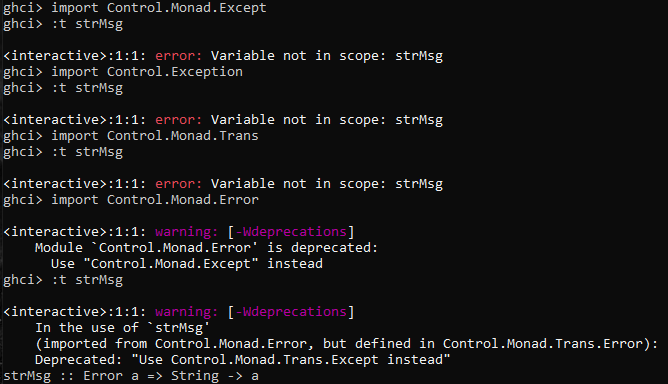 ghci> import Control.Monad.Except
ghci> :t strMsg
<interactive>:1:1: error: Variable not in scope: strMsg
ghci> import Control.Exception
ghci> :t strMsg
<interactive>:1:1: error: Variable not in scope: strMsg
ghci> import Control.Monad.Trans
ghci> :t strMsg
<interactive>:1:1: error: Variable not in scope: strMsg
ghci> import Control.Monad.Error
<interactive>:1:1: warning: [-Wdeprecations]
    Module `Control.Monad.Error' is deprecated:
      Use "Control.Monad.Except" instead
ghci> :t strMsg
<interactive>:1:1: warning: [-Wdeprecations]
    In the use of `strMsg'
    (imported from Control.Monad.Error, but defined in Control.Monad.Trans.Error):
    Deprecated: "Use Control.Monad.Trans.Except instead"
strMsg :: Error a => String -> a